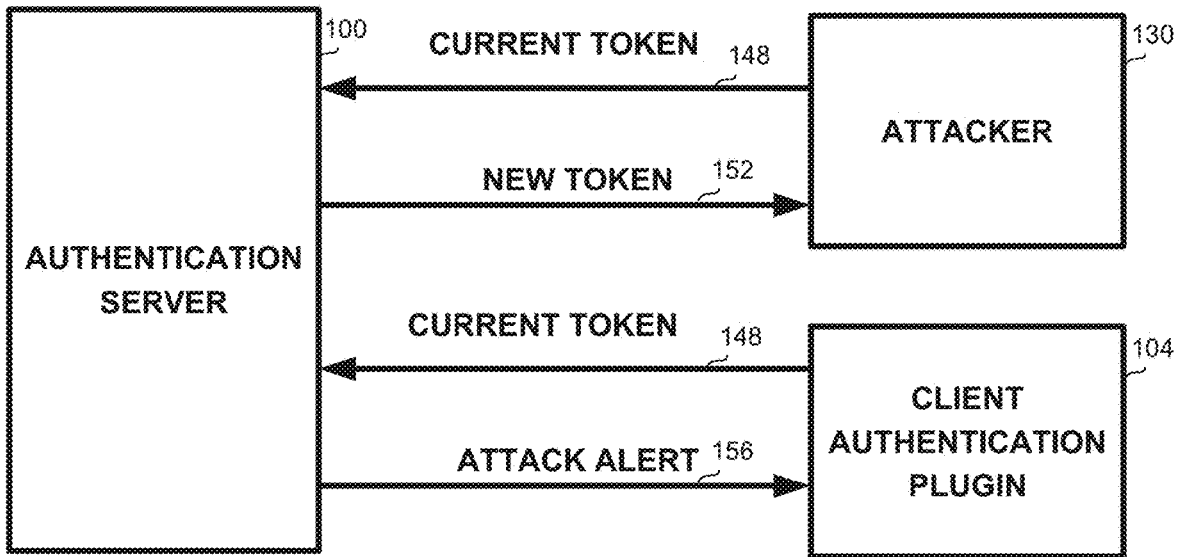 100
CURRENT TOKEN
148
130
ATTACKER
NEW TOKEN
152
AUTHENTICATION
SERVER
CURRENT TOKEN
148
104
CLIENT
AUTHENTICATION
PLUGIN
ATTACK ALERT
156